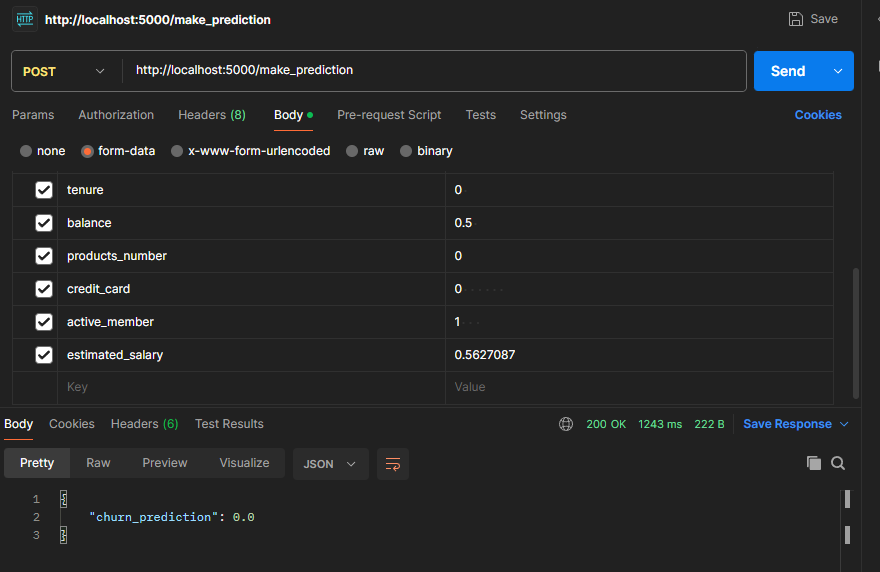 HTTP http://localhost:5000/make_prediction Save
POST http://localhost:5000/make_prediction Send
Params Authorization Headers (8) Body Pre-request Script Tests Settings Cookies
none form-data x-www-form-urlencoded raw binary
tenure 0
balance 0.5
products_number 0
credit_card 0
active_member 1
estimated_salary 0.5627087
Key Value
Body Cookies Headers (6) Test Results 200 OK 1243 ms 222 B Save Response
Pretty Raw Preview Visualize JSON
1 {
2 "churn_prediction": 0.0
3 }